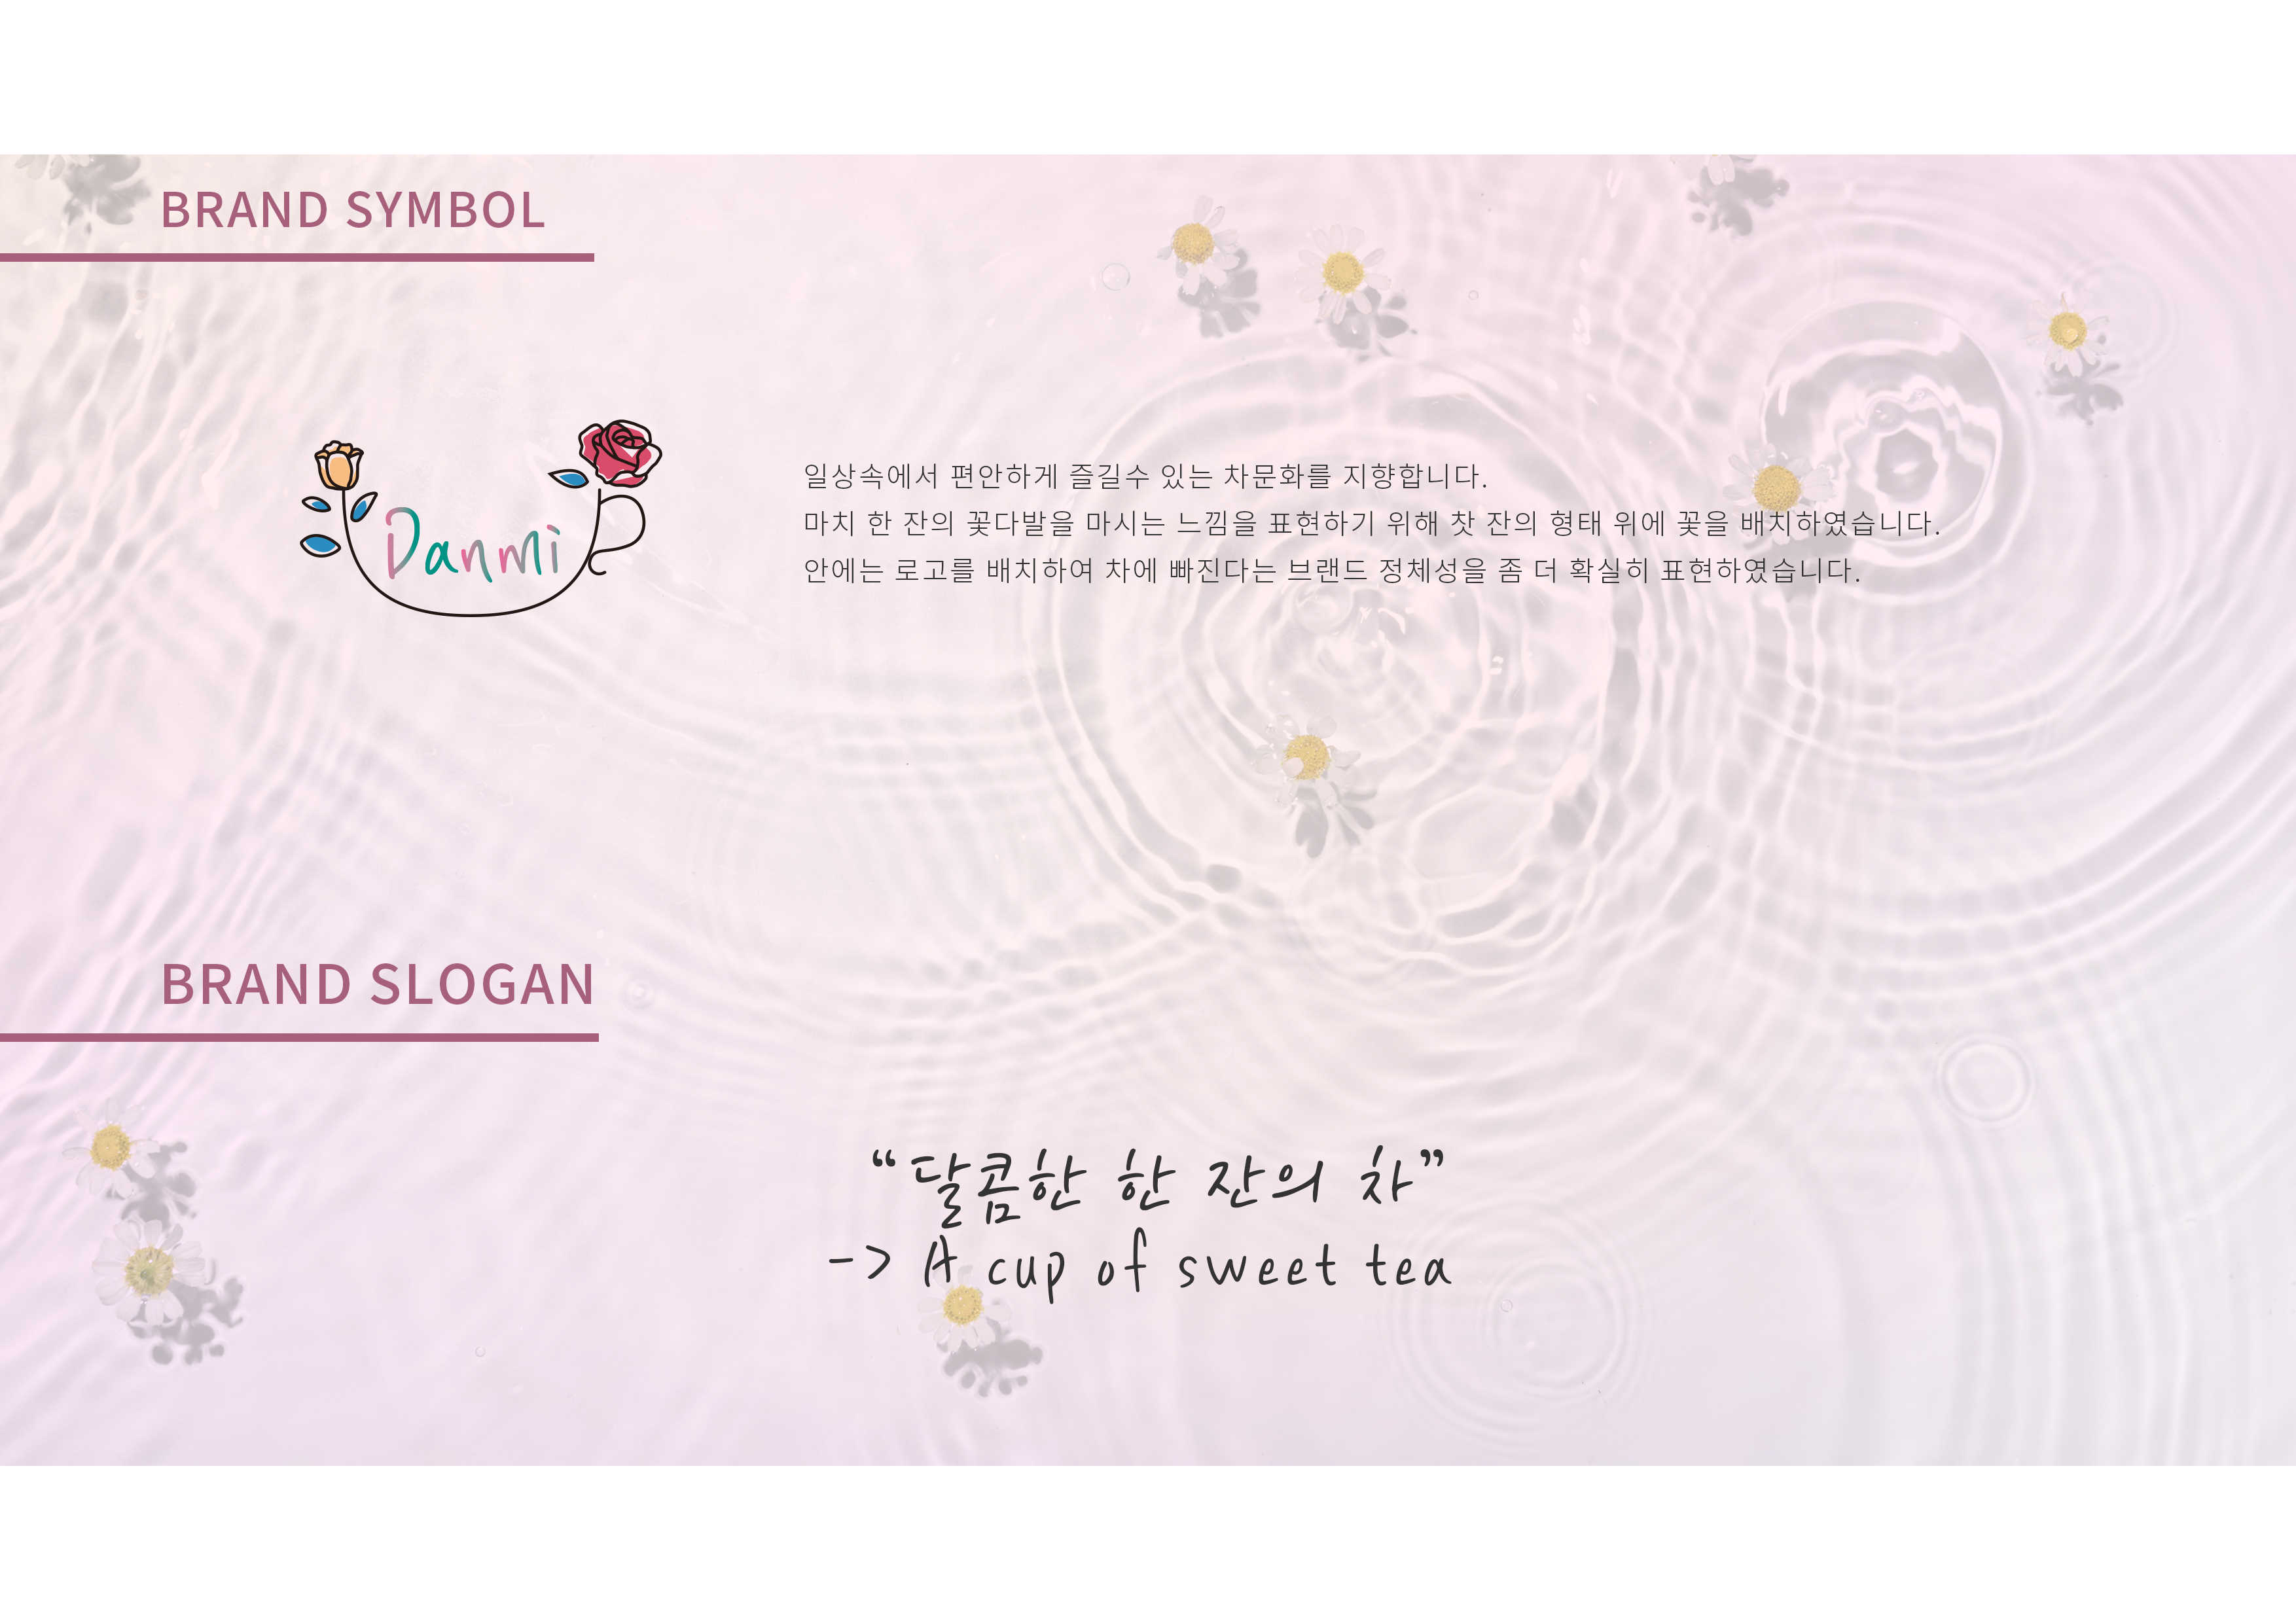 BRAND SYMBOL
Danmi
일상속에서 편안하게 즐길수 있는 차문화를 지향합니다.
마치 한 잔의 꽃다발을 마시는 느낌을 표현하기 위해 찻 잔의 형태 위에 꽃을 배치하였습니다.
안에는 로고를 배치하여 차에 빠진다는 브랜드 정체성을 좀 더 확실히 표현하였습니다.
BRAND SLOGAN
“달콤한 한 잔의 차”
-> A cup of sweet tea